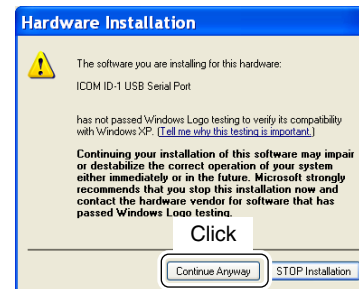 Hardware Installation
The software you are installing for this hardware:
ICOM ID-1 USB Serial Port
has not passed Windows Logo testing to verify its compatibility
with Windows XP. (Tell me why this testing is important.)
Continuing your installation of this software may impair
or destabilize the correct operation of your system
either immediately or in the future. Microsoft strongly
recommends that you stop this installation now and
contact the hardware vendor for software that has
passed Windows Logo testing.
Click
Continue Anyway
STOP Installation